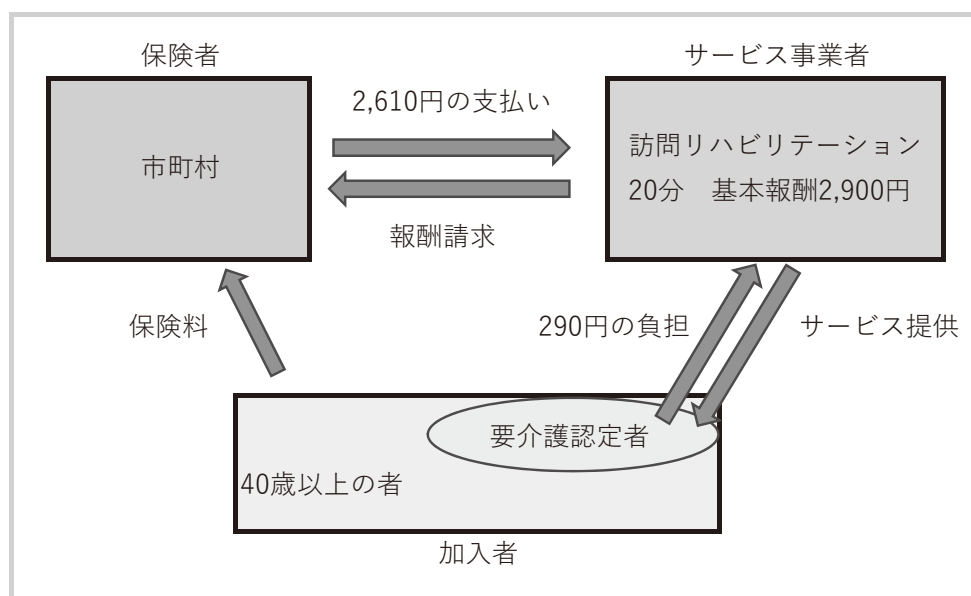 保険者
サービス事業者
市町村
2,610円の支払い
報酬請求
訪問リハビリテーション
20分　基本報酬2,900円
保険料
290円の負担
サービス提供
要介護認定者
40歳以上の者
加入者